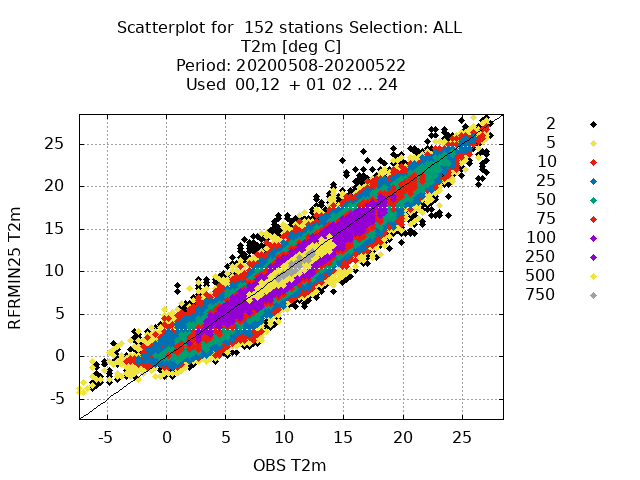 Scatterplot for  152 stations Selection: ALL
T2m [deg C]
Period: 20200508-20200522
Used  00,12  + 01 02 ... 24
RFRMIN25 T2m
25
20
15
10
5
0
-5
-5 0 5 10 15 20 25
OBS T2m
2
5
10
25
50
75
100
250
500
750